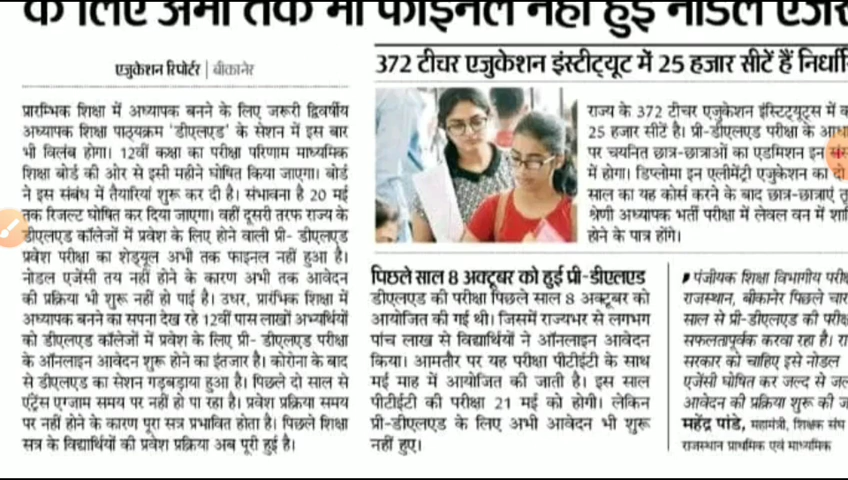 के लिए अभी तक भी फाइनल नहीं हुई नोडल
एजुकेशन रिपोर्टर | बीकानेर
प्रारम्भिक शिक्षा में अध्यापक बनने के लिए जरूरी द्विवर्षीय
अध्यापक शिक्षा पाठ्यक्रम 'डीएलएड' के सेशन में इस बार
भी विलंब होगा। 12वीं कक्षा का परीक्षा परिणाम माध्यमिक
शिक्षा बोर्ड की ओर से इसी महीने घोषित किया जाएगा। बोर्ड
ने इस संबंध में तैयारियां शुरू कर दी है। संभावना है 20 मई
तक रिजल्ट घोषित कर दिया जाएगा। वहीं दूसरी तरफ राज्य के
डीएलएड कॉलेजों में प्रवेश के लिए होने वाली प्री- डीएलएड
प्रवेश परीक्षा का शेड्यूल अभी तक फाइनल नहीं हुआ है।
नोडल एजेंसी तय नहीं होने के कारण अभी तक आवेदन
की प्रक्रिया भी शुरू नहीं हो पाई है। उधर, प्रारंभिक शिक्षा में
अध्यापक बनने का सपना देख रहे 12वीं पास लाखों अभ्यर्थियों
को डीएलएड कॉलेजों में प्रवेश के लिए प्री- डीएलएड परीक्षा
के ऑनलाइन आवेदन शुरू होने का इंतजार है। कोरोना के बाद
से डीएलएड का सेशन गड़बड़ाया हुआ है। पिछले दो साल से
एंट्रेंस एग्जाम समय पर नहीं हो पा रहा है। प्रवेश प्रक्रिया समय
पर नहीं होने के कारण पूरा सत्र प्रभावित होता है। पिछले शिक्षा
सत्र के विद्यार्थियों की प्रवेश प्रक्रिया अब पूरी हुई है।
372 टीचर एजुकेशन इंस्टीट्यूट में 25 हजार सीटें हैं
राज्य के 372 टीचर एजुकेशन इंस्टिट्यूट्स में
25 हजार सीटें है। प्री-डीएलएड परीक्षा के
पर चयनित छात्र-छात्राओं का एडमिशन इन
में होगा। डिप्लोमा इन एलीमेंट्री एजुकेशन का दो
साल का यह कोर्स करने के बाद छात्र-छात्राएं
श्रेणी अध्यापक भर्ती परीक्षा में लेवल वन में
होने के पात्र होंगे।
पिछले साल 8 अक्टूबर को हुई प्री-डीएलएड
डीएलएड की परीक्षा पिछले साल 8 अक्टूबर को
आयोजित की गई थी। जिसमें राज्यभर से लगभग
पांच लाख से विद्यार्थियों ने ऑनलाइन आवेदन
किया। आमतौर पर यह परीक्षा पीटीईटी के साथ
मई माह में आयोजित की जाती है। इस साल
पीटीईटी की परीक्षा 21 मई को होगी। लेकिन
प्री-डीएलएड के लिए अभी आवेदन भी शुरू
नहीं हुए।
पंजीयक शिक्षा विभागीय
राजस्थान, बीकानेर पिछले चार
साल से प्री-डीएलएड की
सफलतापूर्वक करवा रहा है।
सरकार को चाहिए इसे नोडल
एजेंसी घोषित कर जल्द से
आवेदन की प्रक्रिया शुरू की
महेंद्र पांडे, महामंत्री, शिक्षक संघ
राजस्थान प्राथमिक एवं माध्यमिक